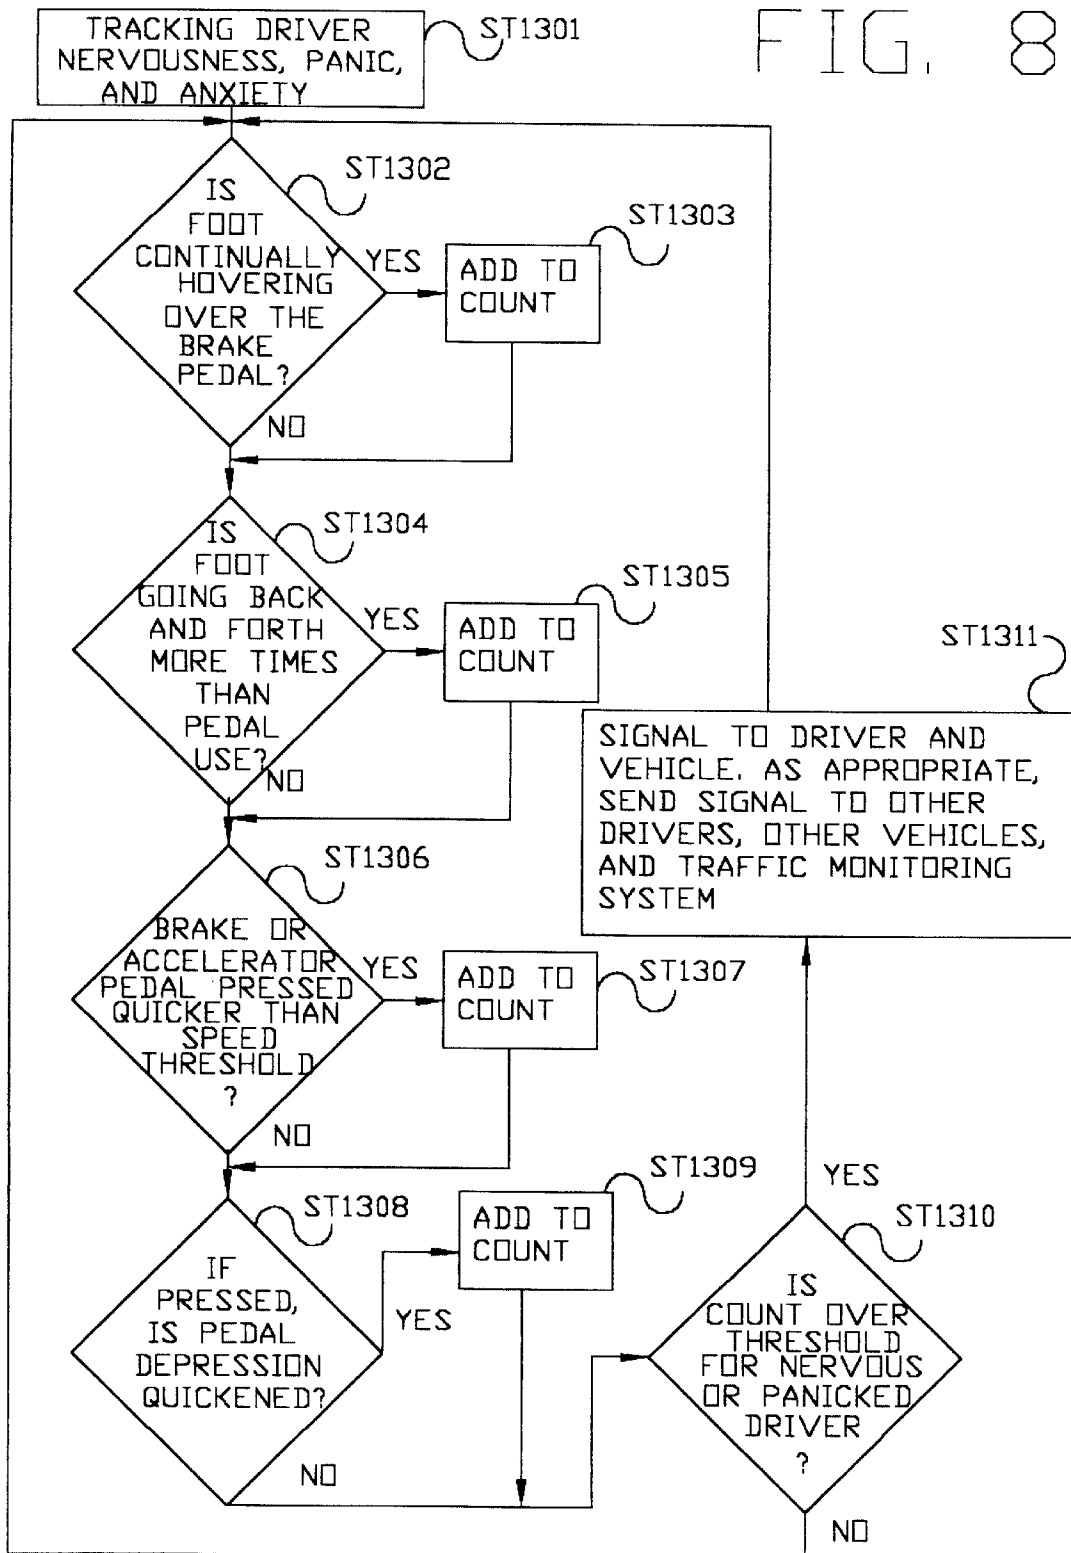 FIG. 8
TRACKING DRIVER
NERVOUSNESS, PANIC,
AND ANXIETY
ST1301
ST1302
IS
FOOT
CONTINUALLY
HOVERING
OVER THE
BRAKE
PEDAL?
YES
NO
ST1303
ADD TO
COUNT
ST1304
IS
FOOT
GOING BACK
AND FORTH
MORE TIMES
THAN
PEDAL
USE?
YES
NO
ST1305
ADD TO
COUNT
ST1306
BRAKE OR
ACCELERATOR
PEDAL PRESSED
QUICKER THAN
SPEED
THRESHOLD
?
YES
NO
ST1307
ADD TO
COUNT
ST1308
IF
PRESSED,
IS PEDAL
DEPRESSION
QUICKENED?
YES
NO
ST1309
ADD TO
COUNT
ST1310
IS
COUNT OVER
THRESHOLD
FOR NERVOUS
OR PANICKED
DRIVER
?
YES
NO
ST1311
SIGNAL TO DRIVER AND
VEHICLE. AS APPROPRIATE,
SEND SIGNAL TO OTHER
DRIVERS, OTHER VEHICLES,
AND TRAFFIC MONITORING
SYSTEM